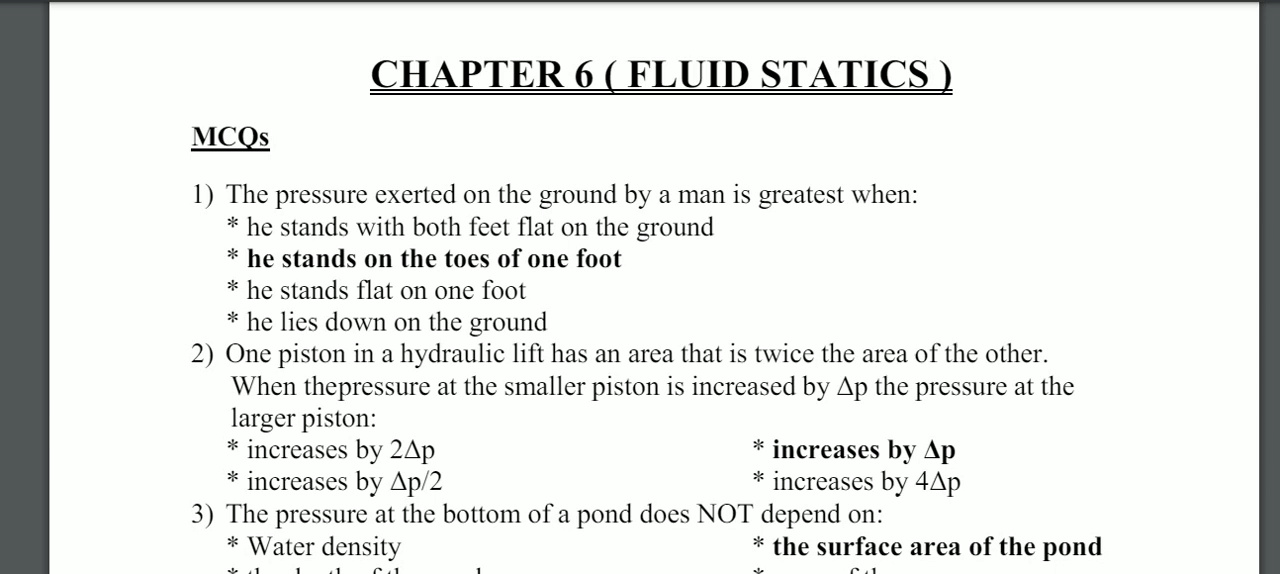 CHAPTER 6 ( FLUID STATICS )
MCQs
1) The pressure exerted on the ground by a man is greatest when:
* he stands with both feet flat on the ground
* he stands on the toes of one foot
* he stands flat on one foot
* he lies down on the ground
2) One piston in a hydraulic lift has an area that is twice the area of the other.
When thepressure at the smaller piston is increased by Δp the pressure at the
larger piston:
* increases by 2Δp * increases by Δp
* increases by Δp/2 * increases by 4Δp
3) The pressure at the bottom of a pond does NOT depend on:
* Water density * the surface area of the pond